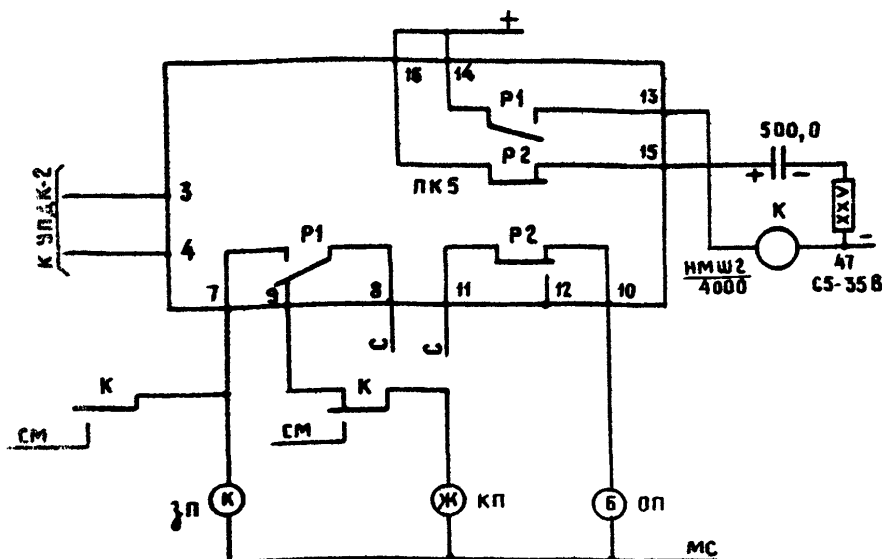 +
16 14
Р1 13
500,0
Р2 15
+ -
ПК5
XXV
К УПДК-2
3
4
К
-
НМШ2
4000
47
С5-35В
Р1
Р2
7 9 8 11 12 10
С
С
К
К
СМ
СМ
ЗП К
Ж КП
Б ОП
МС